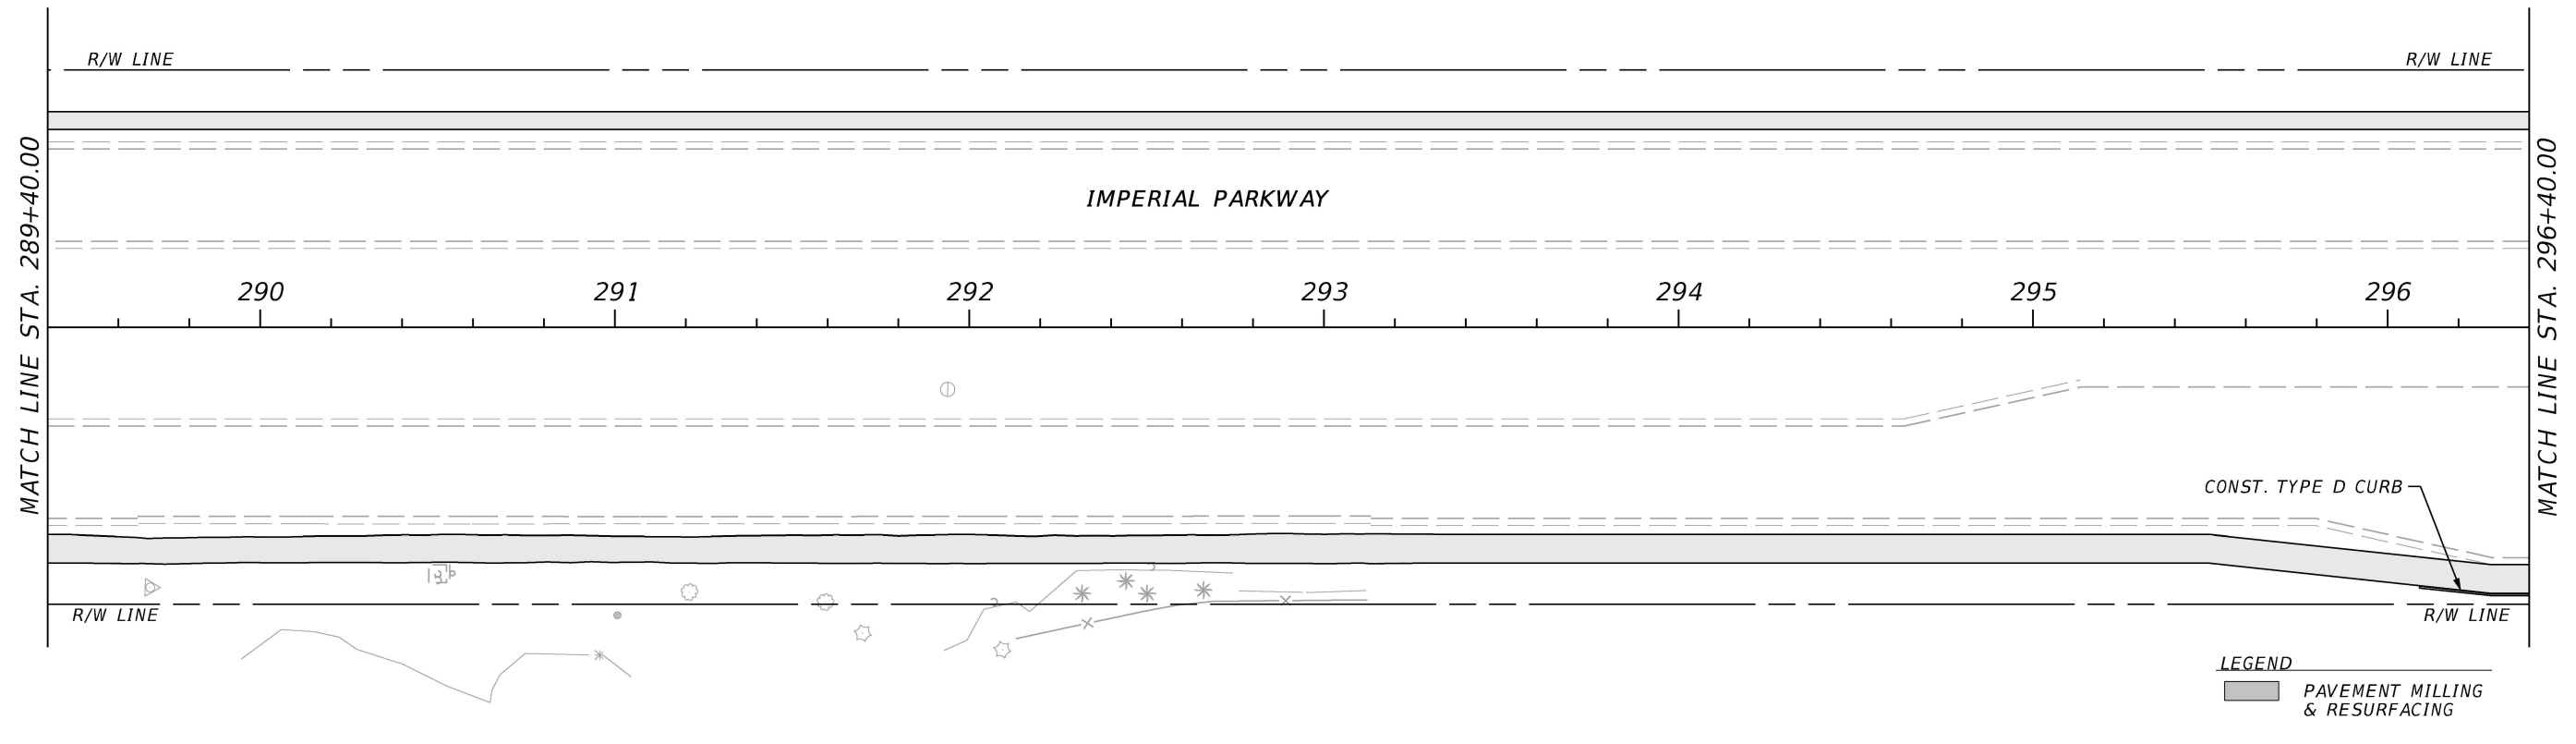 R/W LINE
R/W LINE
MATCH LINE STA. 289+40.00
IMPERIAL PARKWAY
MATCH LINE STA. 296+40.00
290 291 292 293 294 295 296
CONST. TYPE D CURB
R/W LINE
R/W LINE
LEGEND
PAVEMENT MILLING
& RESURFACING